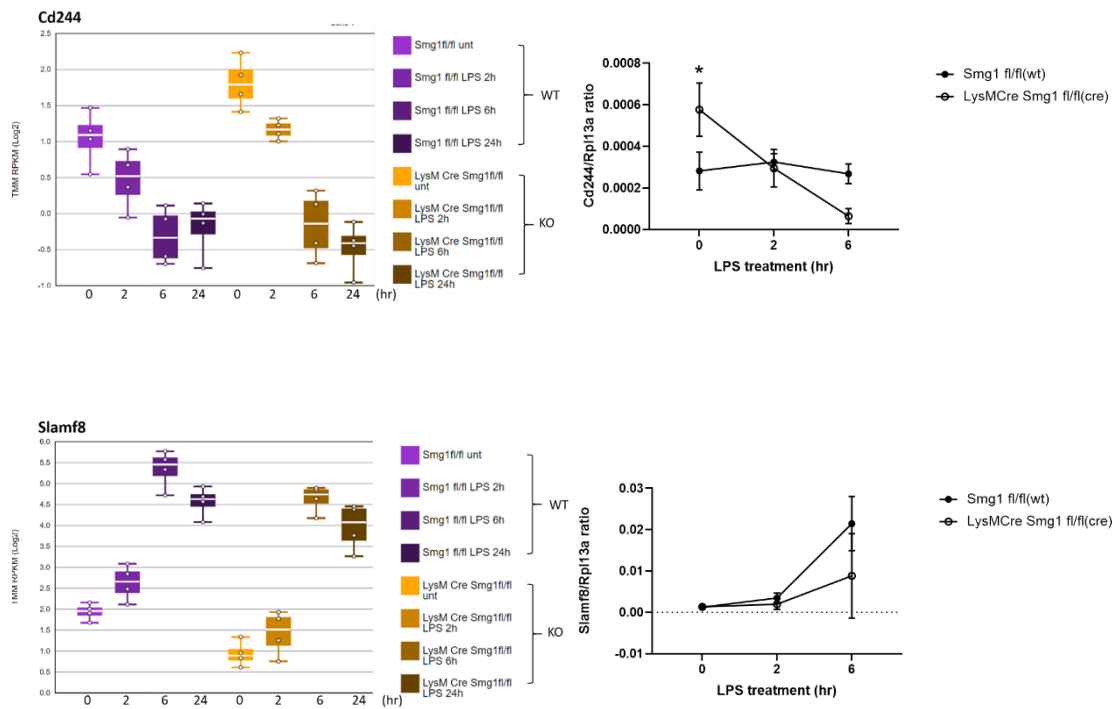 Cd244
TMM RPKM (Log2)
2.5
2.0
1.5
1.0
0.5
0.0
-0.5
-1.0
0 2 6 24 0 2 6 24 (hr)
Smg1fl/fl unt
Smg1 fl/fl LPS 2h
Smg1 fl/fl LPS 6h
Smg1 fl/fl LPS 24h
WT
LysM Cre Smg1fl/fl
unt
LysM Cre Smg1fl/fl
LPS 2h
LysM Cre Smg1fl/fl
LPS 6h
LysM Cre Smg1fl/fl
LPS 24h
KO
Cd244/Rpl13a ratio
0.0008
0.0006
0.0004
0.0002
0.0000
*
0 2 6
LPS treatment (hr)
Smg1 fl/fl(wt)
LysMCre Smg1 fl/fl(cre)
Slamf8
TMM RPKM (Log2)
6.0
5.5
5.0
4.5
4.0
3.5
3.0
2.5
2.0
1.5
1.0
0.5
0.0
0 2 6 24 0 2 6 24 (hr)
Smg1fl/fl unt
Smg1 fl/fl LPS 2h
Smg1 fl/fl LPS 6h
Smg1 fl/fl LPS 24h
WT
LysM Cre Smg1fl/fl
unt
LysM Cre Smg1fl/fl
LPS 2h
LysM Cre Smg1fl/fl
LPS 6h
LysM Cre Smg1fl/fl
LPS 24h
KO
Slamf8/Rpl13a ratio
0.03
0.02
0.01
0.00
-0.01
0 2 6
LPS treatment (hr)
Smg1 fl/fl(wt)
LysMCre Smg1 fl/fl(cre)